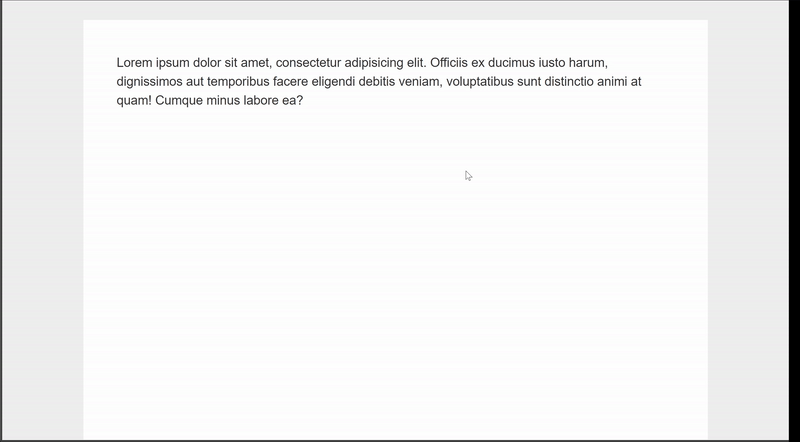 Lorem ipsum dolor sit amet, consectetur adipisicing elit. Officiis ex ducimus iusto harum,
dignissimos aut temporibus facere eligendi debitis veniam, voluptatibus sunt distinctio animi at
quam! Cumque minus labore ea?